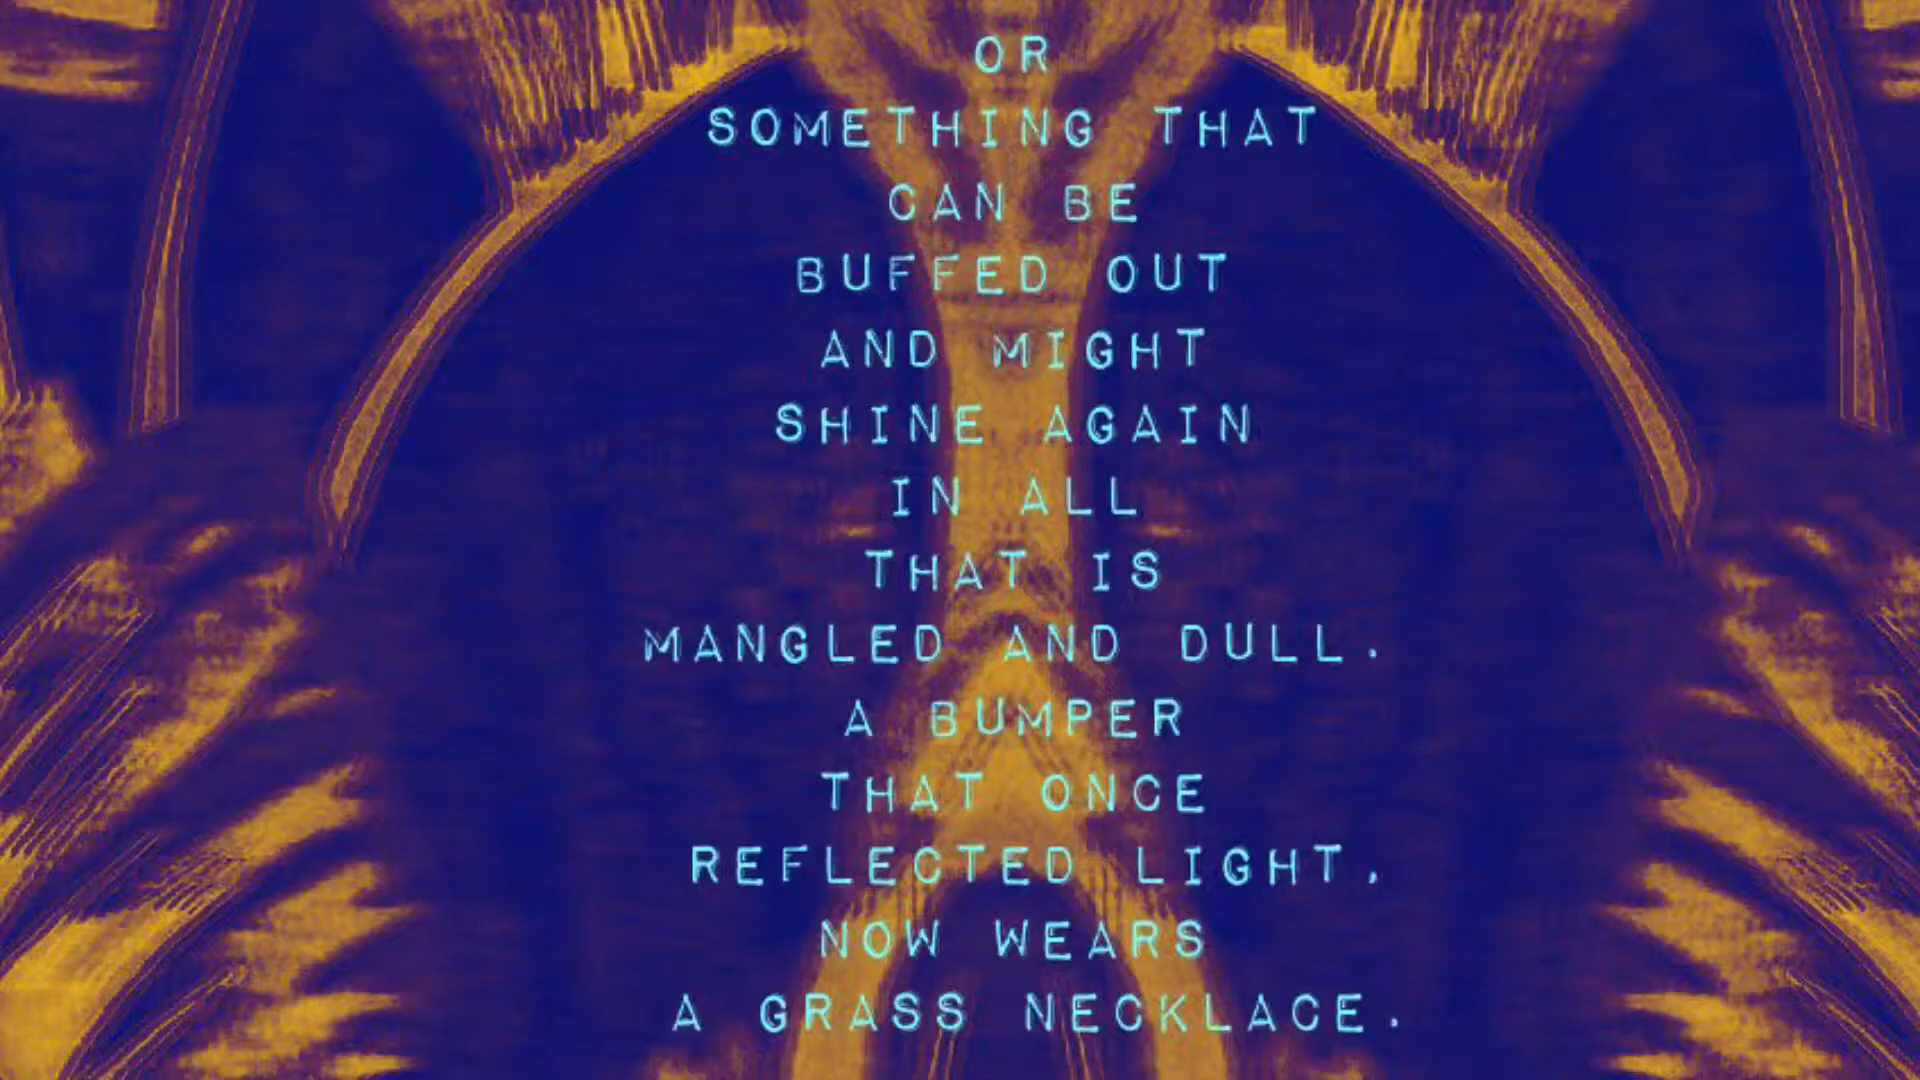 OR
SOMETHING THAT
CAN BE
BUFFED OUT
AND MIGHT
SHINE AGAIN
IN ALL
THAT IS
MANGLED AND DULL.
A BUMPER
THAT ONCE
REFLECTED LIGHT,
NOW WEARS
A GRASS NECKLACE.